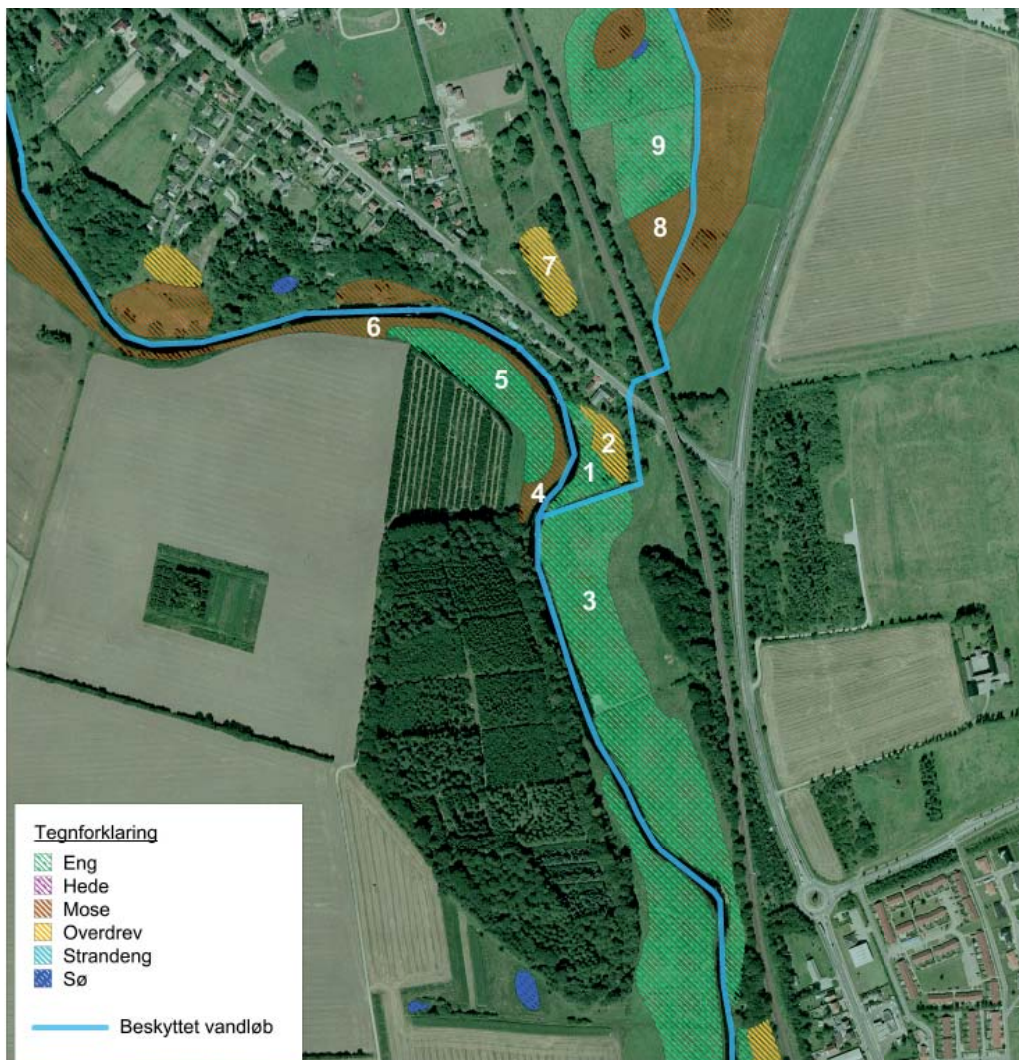 9
8
7
6
5
2
1
4
3
Tegnforklaring
Eng
Hede
Mose
Overdrev
Strandeng
Sø
Beskyttet vandløb